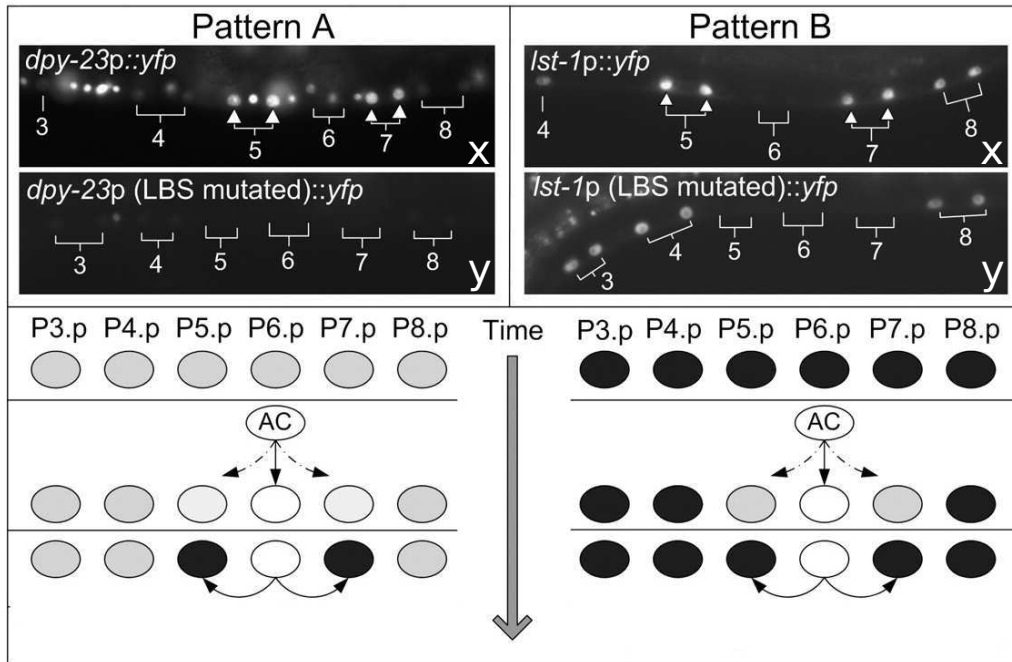 Pattern A
dpy-23p::yfp
3
4
5
6
7
8
x
dpy-23p (LBS mutated)::yfp
3
4
5
6
7
8
y
Pattern B
lst-1p::yfp
4
5
6
7
8
x
lst-1p (LBS mutated)::yfp
3
4
5
6
7
8
y
P3.p P4.p P5.p P6.p P7.p P8.p
AC
Time
P3.p P4.p P5.p P6.p P7.p P8.p
AC